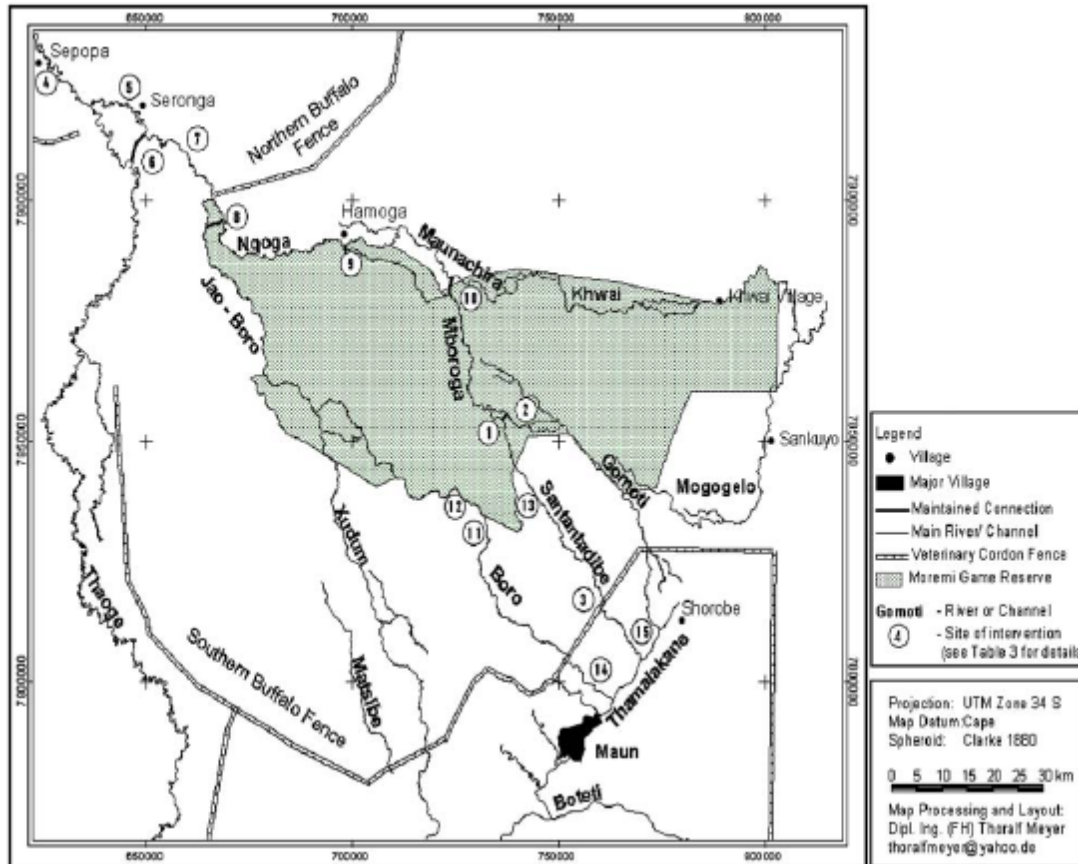 650000 700000 750000 800000
Sepopa
4
5
Seronga
7
6
Northern Buffalo
Fence
7900000
7900000
8
Hamoga
Ngoga
Maunachira
9
10
Khwai
Khwai Village
Jao - Boro
Mboroga
2
1
7850000
7850000
Sankuyo
Gomoti
Mogogelo
12
13
11
Santantadibe
Xudum
Boro
3
Shorobe
Thaoge
15
Southern Buffalo Fence
Matsibe
14
Thamalakane
7800000
7800000
Maun
Boteti
650000 700000 750000 800000
Legend
Village
Major Village
Maintained Connection
Main River/ Channel
Veterinary Cordon Fence
Moremi Game Reserve
Gomoti - River or Channel
4 - Site of intervention
(see Table 3 for details
Projection: UTM Zone 34 S
Map Datum:Cape
Spheroid: Clarke 1880
0 5 10 15 20 25 30 km
Map Processing and Layout:
Dipl. Ing. (FH) Thoralf Meyer
thoralfmeyer@yahoo.de